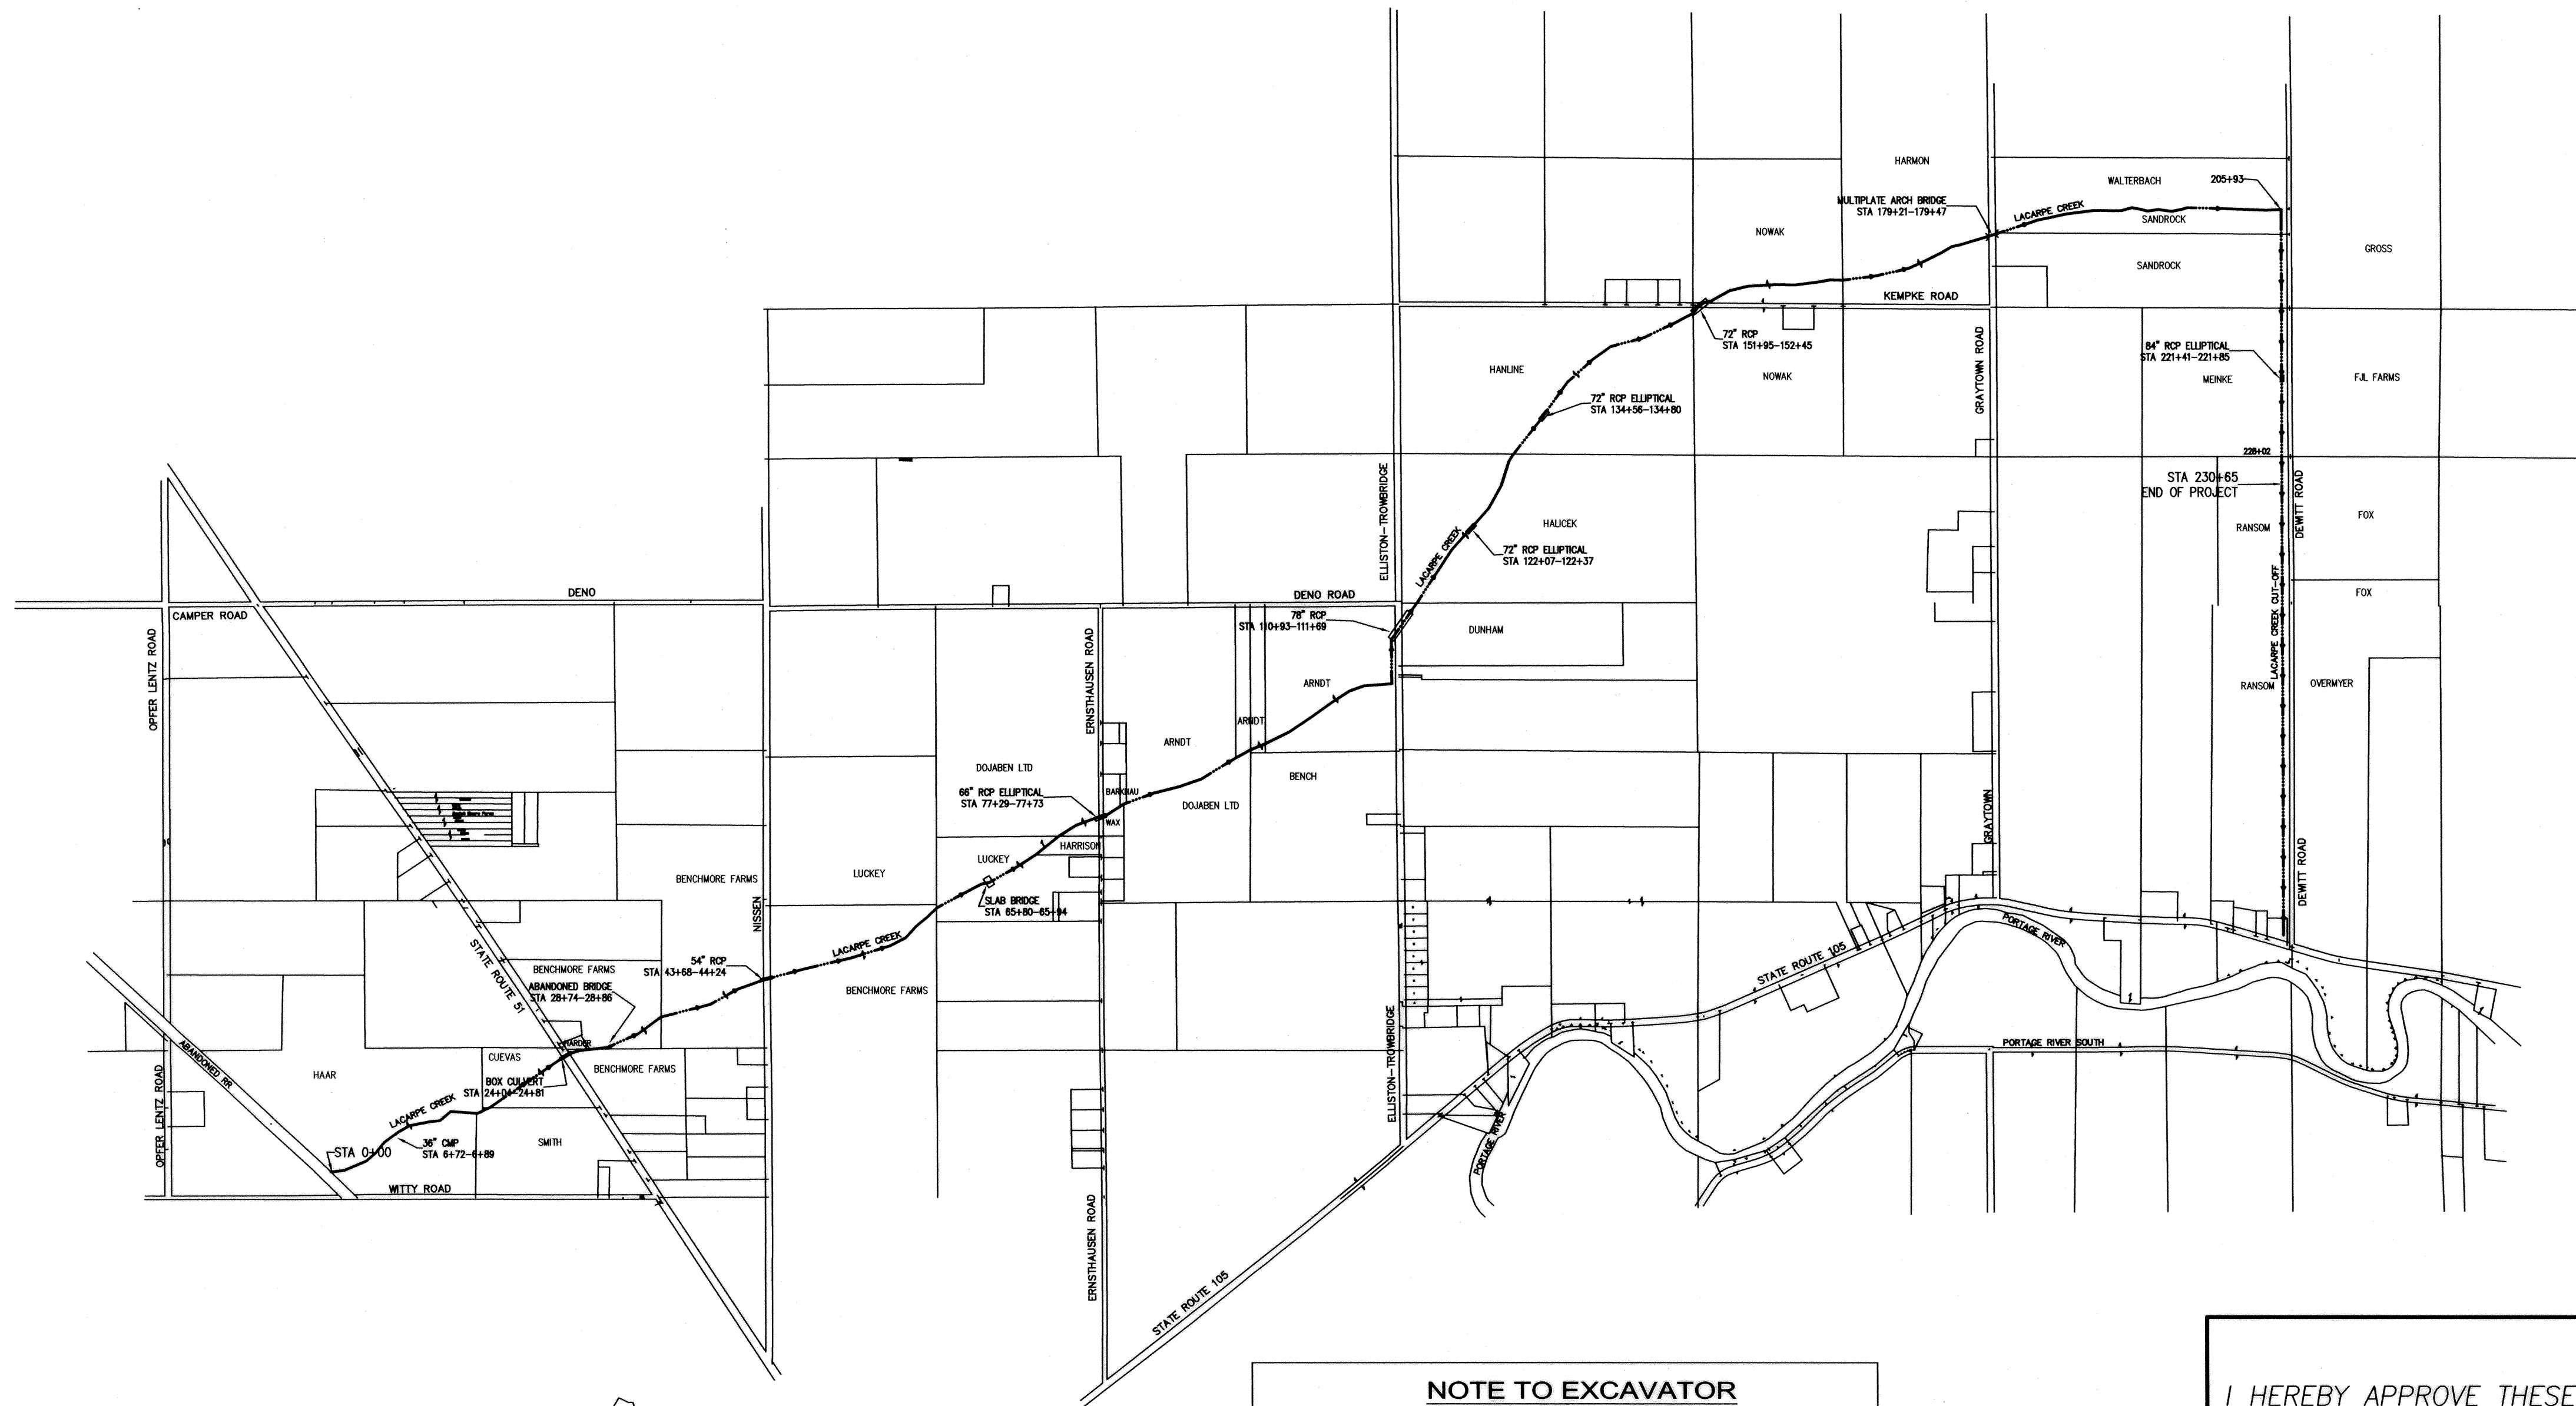 HARMON
WALTERBACH
205+93
MULTIPLATE ARCH BRIDGE
STA 179+21-179+47
LACARPE CREEK
SANDROCK
NOWAK
GROSS
SANDROCK
KEMPKE ROAD
72" RCP
STA 151+95-152+45
GRAYTOWN ROAD
84" RCP ELLIPTICAL
STA 221+41-221+85
HANLINE
NOWAK
MEINKE
FJL FARMS
72" RCP ELLIPTICAL
STA 134+56-134+80
228+02
STA 230+65
END OF PROJECT
ELLISTON-TROWBRIDGE
DEWITT ROAD
HALICEK
RANSOM
FOX
LACARPE CREEK
72" RCP ELLIPTICAL
STA 122+07-122+37
DENO
DENO ROAD
FOX
CAMPER ROAD
78" RCP
STA 110+93-111+69
DUNHAM
LACARPE CREEK CUT-OFF
OPFER LENTZ ROAD
ERNSTHAUSEN ROAD
ARNDT
RANSOM
OVERMYER
ARNDT
ARNDT
DOJABEN LTD
BENCH
66" RCP ELLIPTICAL
STA 77+29-77+73
BARKHAU
DOJABEN LTD
WAX
GRAYTOWN
HARRISON
LUCKEY
LUCKEY
BENCHMORE FARMS
DEWITT ROAD
SLAB BRIDGE
STA 65+80-65+94
NISSEN
PORTAGE RIVER
LACARPE CREEK
STATE ROUTE 105
54" RCP
STA 43+68-44+24
STATE ROUTE 51
BENCHMORE FARMS
ABANDONED BRIDGE
STA 28+74-28+86
BENCHMORE FARMS
HARDER
PORTAGE RIVER SOUTH
ABANDONED RR
CUEVAS
BENCHMORE FARMS
HAAR
BOX CULVERT
STA 24+04-24+81
ELLISTON-TROWBRIDGE
OPFER LENTZ ROAD
LACARPE CREEK
36" CMP
STA 6+72-6+89
SMITH
STA 0+00
PORTAGE RIVER
WITTY ROAD
ERNSTHAUSEN ROAD
STATE ROUTE 105
NOTE TO EXCAVATOR
I HEREBY APPROVE THESE